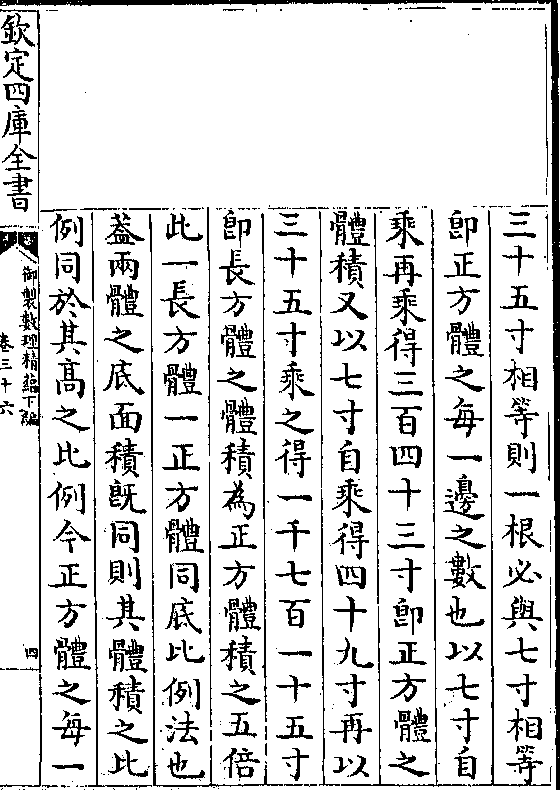 三十五寸相等則一根必與七寸相等
卽正方體之每一邊之數也以七寸自
乘再乘得三百四十三寸卽正方體之
體積又以七寸自乘得四十九寸再以
三十五寸乘之得一千七百一十五寸
卽長方體之體積為正方體積之五倍
此一長方體一正方體同底比例法也
葢兩體之底面積旣同則其體積之比
例同於其髙之比例今正方體之每一
欽定四庫全書
御製數理精蘊下編
卷三十六
四